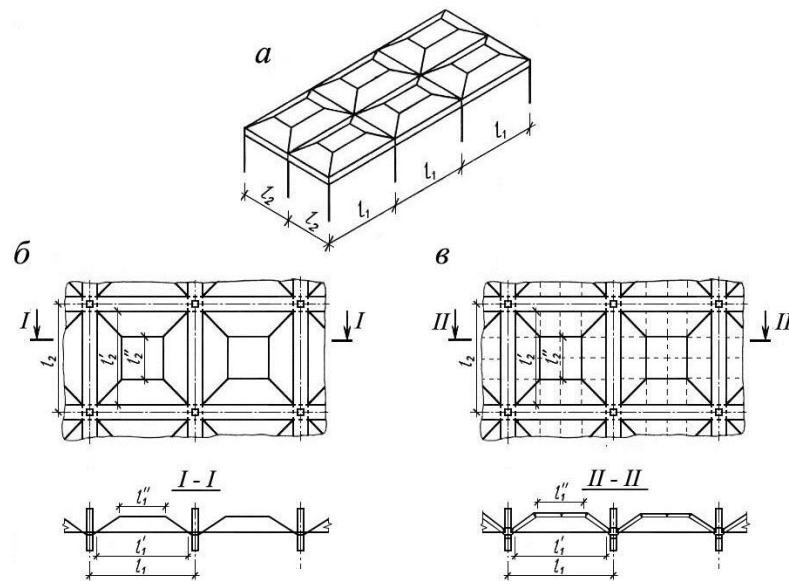 а
l₁
l₁
l₁
l₂
l₂
б
в
I
I
l₂
l₂'
l₂''
II
II
l₂
l₂'
l₂''
I - I
l₁''
l₁'
l₁
II - II
l₁''
l₁'
l₁